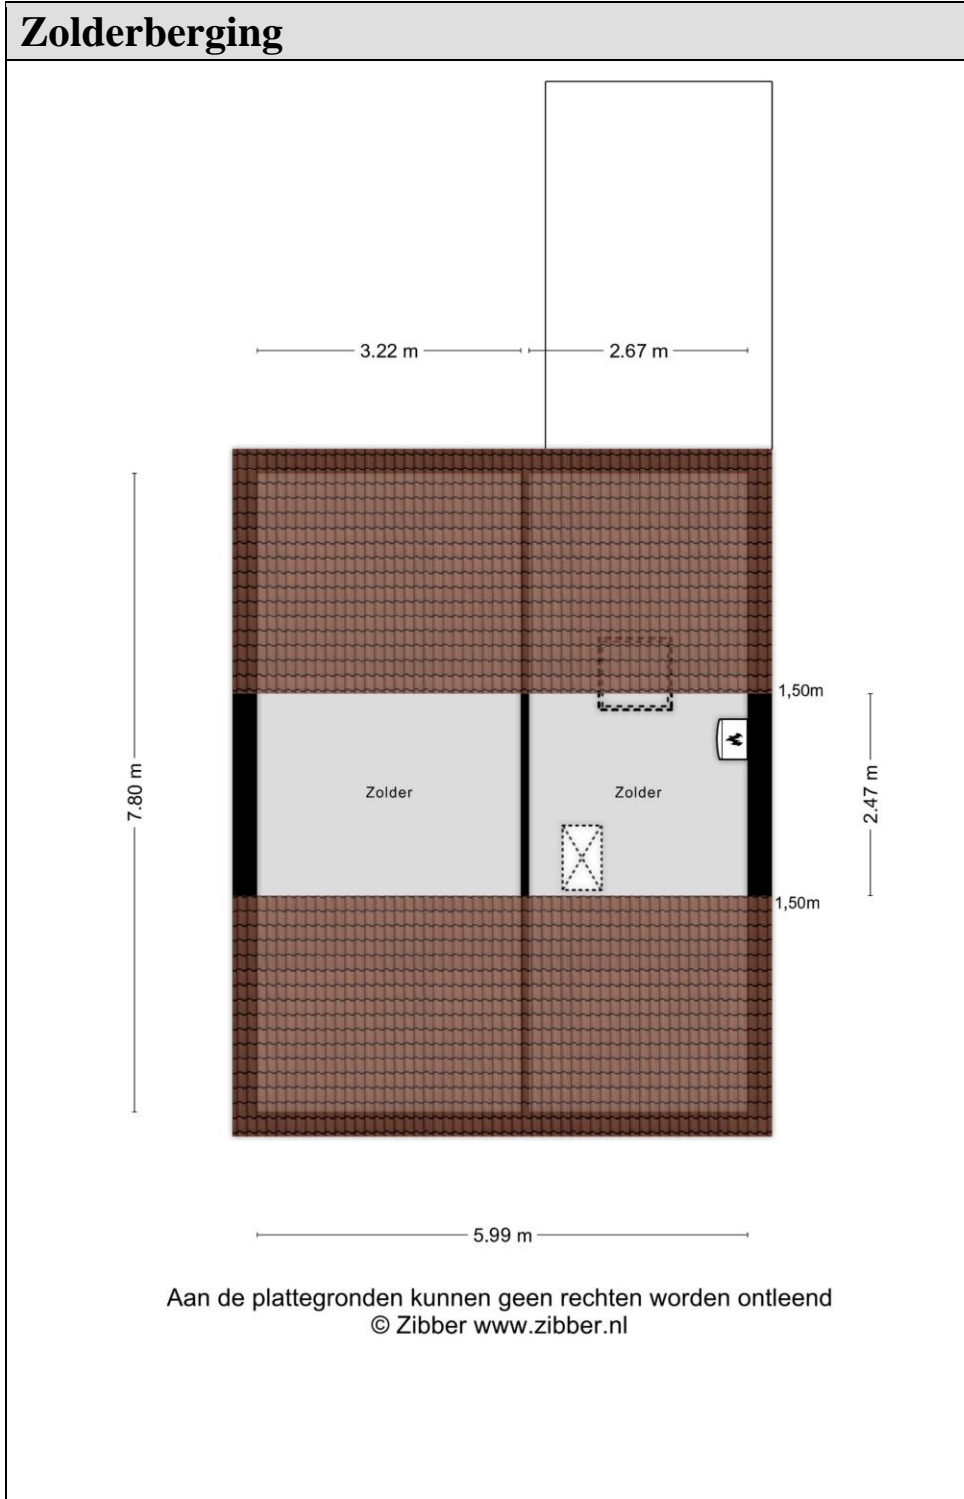 Zolderberging
3.22 m
2.67 m
1,50m
7.80 m
Zolder
Zolder
2.47 m
1,50m
5.99 m
Aan de plattegronden kunnen geen rechten worden ontleend
© Zibber www.zibber.nl